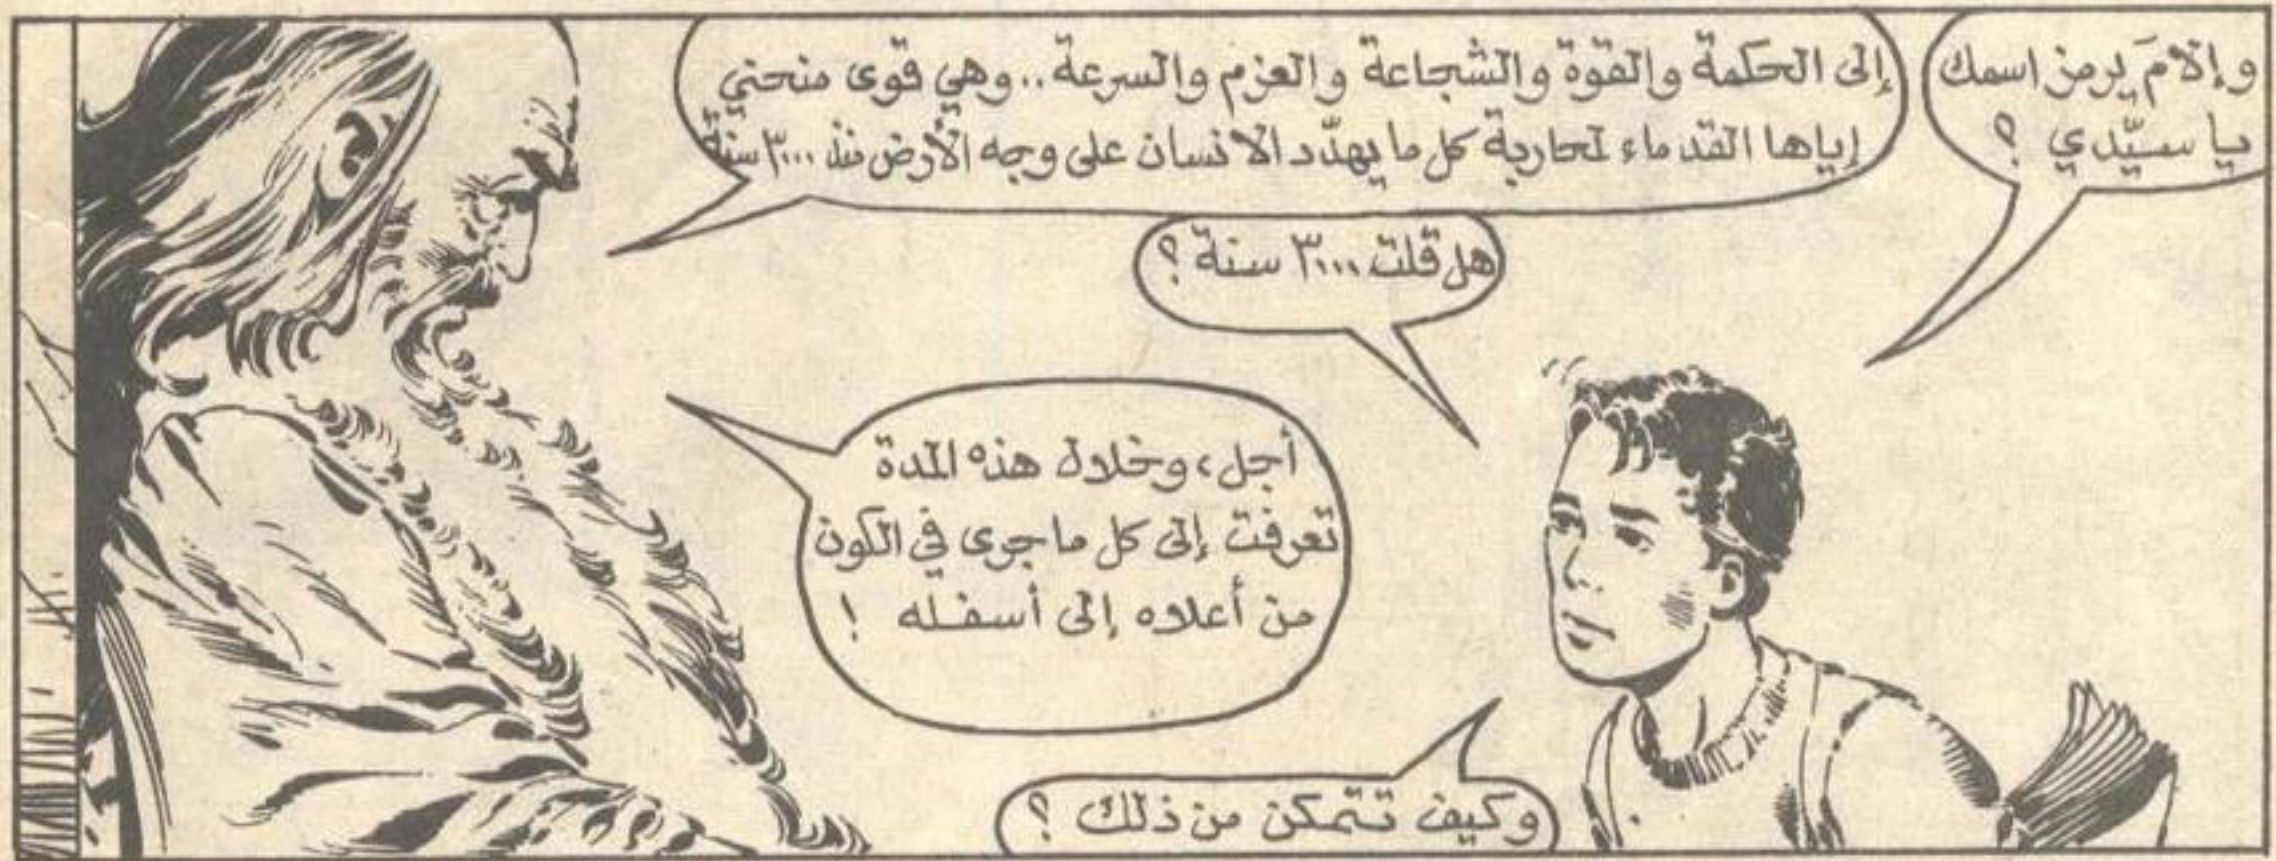 وإلامَ يرمز اسمك
يا سيّدي ؟
إلى الحكمة والقوة والشجاعة والعزم والسرعة.. وهي قوى منحني
إياها القدماء لمحاربة كل ما يهدّد الانسان على وجه الأرض منذ ٣٠٠٠ سنة
هل قلت ٣٠٠٠ سنة ؟
أجل، وخلال هذه المدة
تعرفت إلى كل ما جرى في الكون
من أعلاه إلى أسفله !
وكيف تتمكن من ذلك ؟